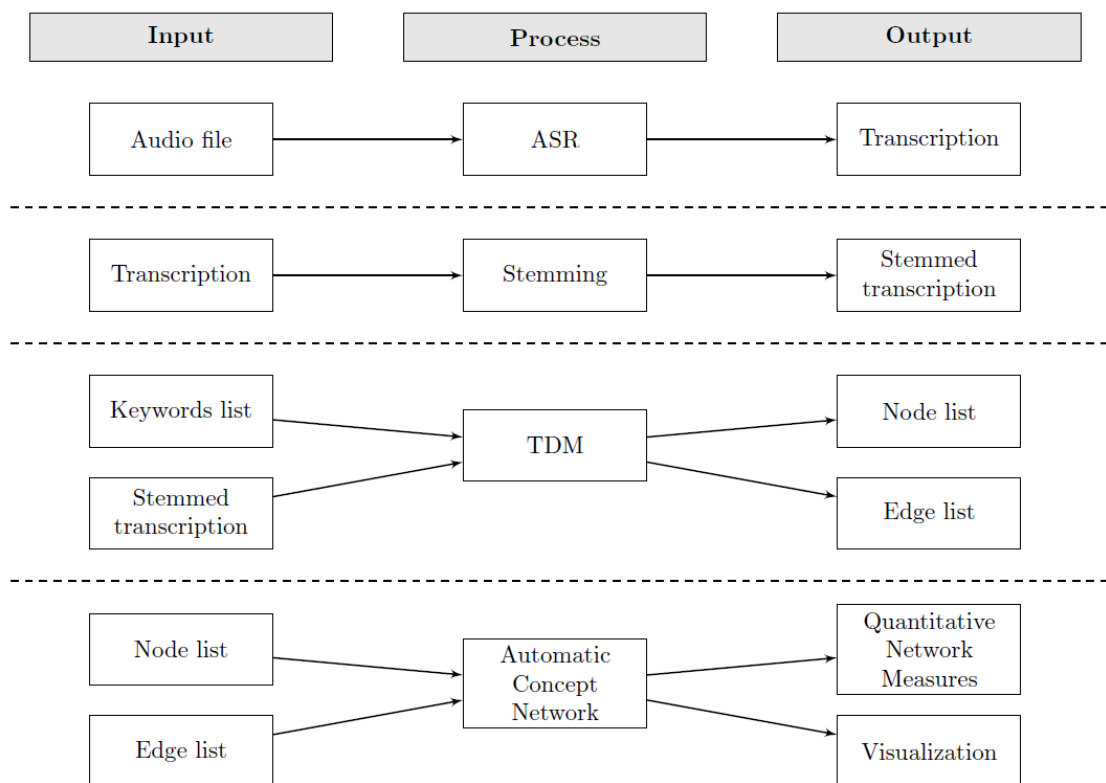 Input
Process
Output
Audio file
ASR
Transcription
Transcription
Stemming
Stemmed
transcription
Keywords list
Stemmed
transcription
TDM
Node list
Edge list
Node list
Edge list
Automatic
Concept
Network
Quantitative
Network
Measures
Visualization